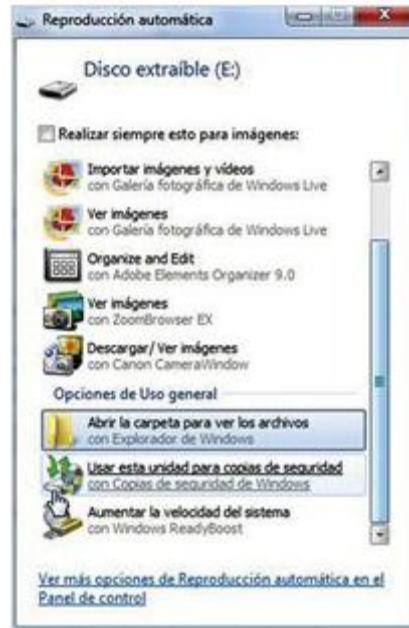 Reproducción automática
Disco extraíble (E:)
Realizar siempre esto para imágenes:
Importar imágenes y vídeos
con Galería fotográfica de Windows Live
Ver imágenes
con Galería fotográfica de Windows Live
Organize and Edit
con Adobe Elements Organizer 9.0
Ver imágenes
con ZoomBrowser EX
Descargar/ Ver imágenes
con Canon CameraWindow
Opciones de Uso general
Abrir la carpeta para ver los archivos
con Explorador de Windows
Usar esta unidad para copias de seguridad
con Copias de seguridad de Windows
Aumentar la velocidad del sistema
con Windows ReadyBoost
Ver más opciones de Reproducción automática en el
Panel de control